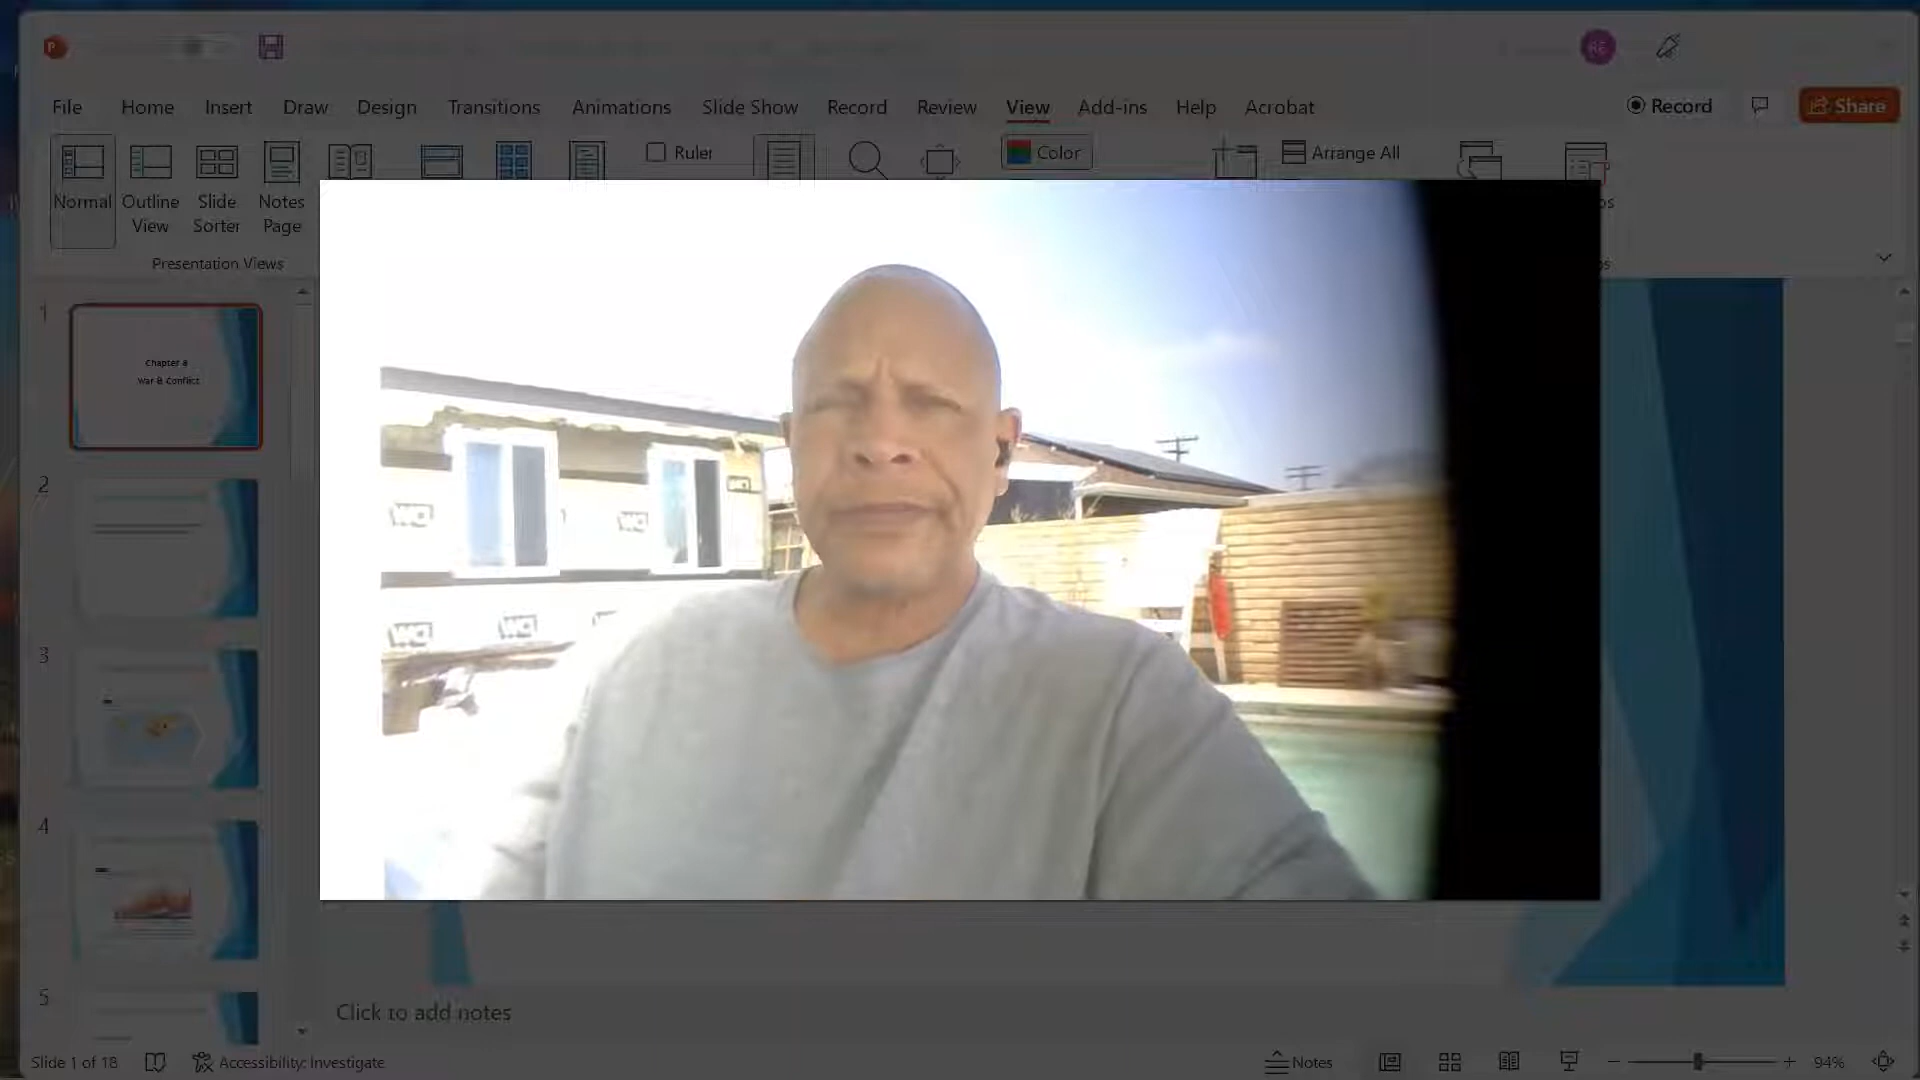 RE
File Home Insert Draw Design Transitions Animations Slide Show Record Review View Add-ins Help Acrobat Record Share
Ruler Color Arrange All
Normal Outline View Slide Sorter Notes Page
Presentation Views
1
Chapter 8
War & Conflict
2
3
4
5
Click to add notes
Slide 1 of 18 Accessibility: Investigate Notes 94%